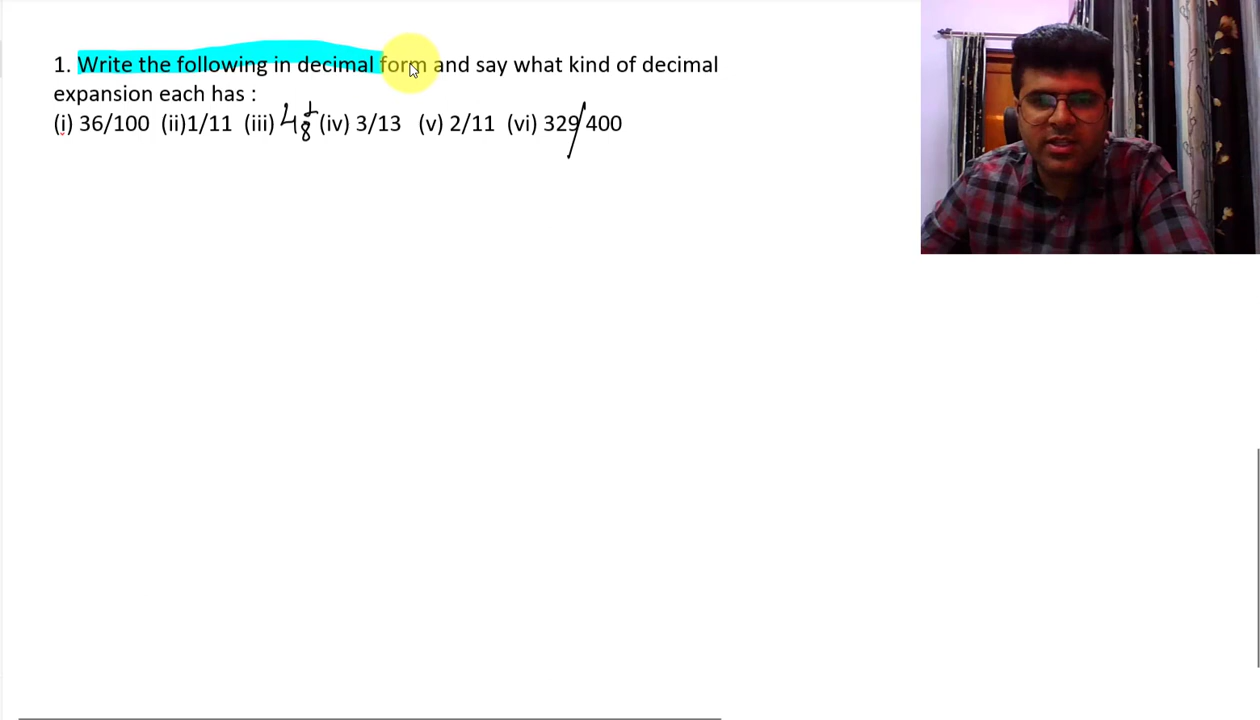 1. Write the following in decimal form and say what kind of decimal
expansion each has :
(i) 36/100 (ii)1/11 (iii) 4 1/8 (iv) 3/13 (v) 2/11 (vi) 329/400